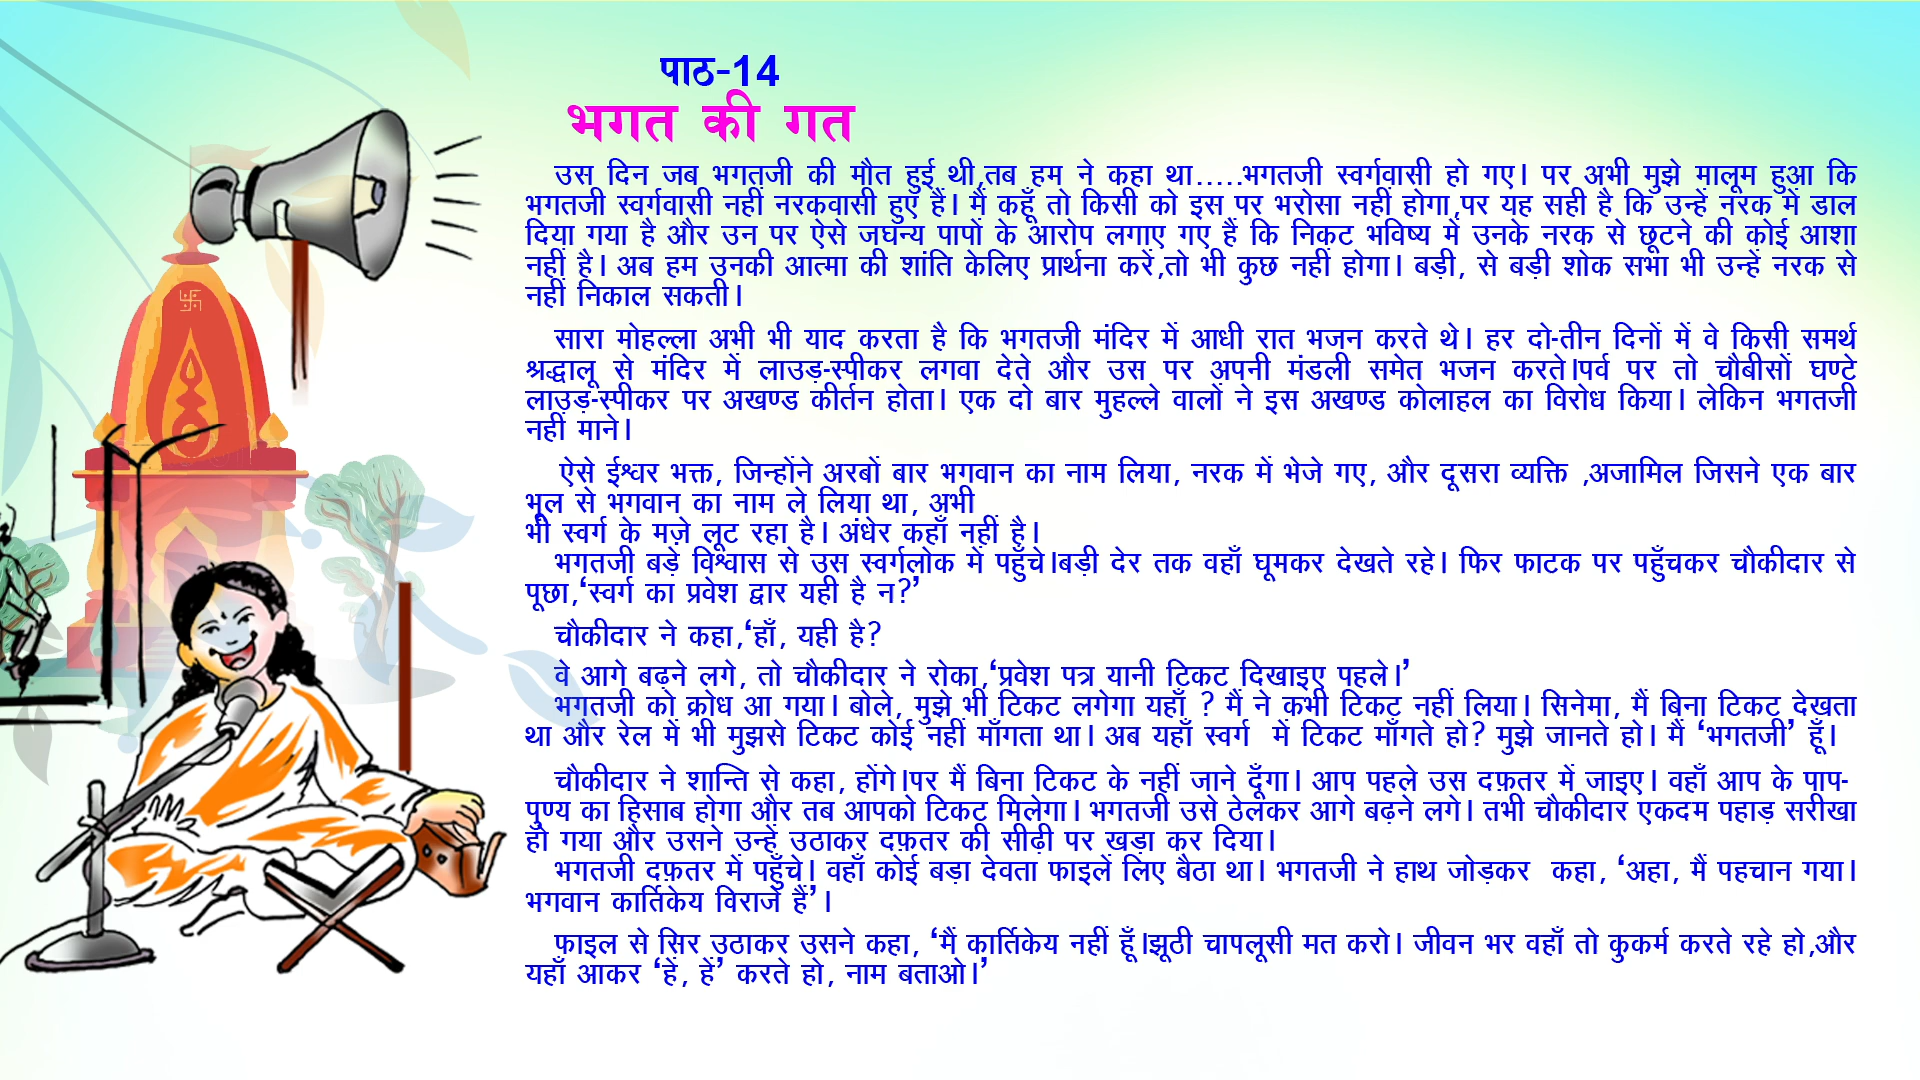 पाठ-14
भगत की गत
उस दिन जब भगतजी की मौत हुई थी,तब हम ने कहा था.....भगतजी स्वर्गवासी हो गए। पर अभी मुझे मालूम हुआ कि
भगतजी स्वर्गवासी नहीं नरकवासी हुए हैं। मैं कहूँ तो किसी को इस पर भरोसा नहीं होगा,पर यह सही है कि उन्हें नरक में डाल
दिया गया है और उन पर ऐसे जघन्य पापों के आरोप लगाए गए हैं कि निकट भविष्य में उनके नरक से छूटने की कोई आशा
नहीं है। अब हम उनकी आत्मा की शांति केलिए प्रार्थना करें,तो भी कुछ नहीं होगा। बड़ी, से बड़ी शोक सभा भी उन्हें नरक से
नहीं निकाल सकती।
सारा मोहल्ला अभी भी याद करता है कि भगतजी मंदिर में आधी रात भजन करते थे। हर दो-तीन दिनों में वे किसी समर्थ
श्रद्धालू से मंदिर में लाउड़-स्पीकर लगवा देते और उस पर अपनी मंडली समेत भजन करते।पर्व पर तो चौबीसों घण्टे
लाउड़-स्पीकर पर अखण्ड कीर्तन होता। एक दो बार मुहल्ले वालों ने इस अखण्ड कोलाहल का विरोध किया। लेकिन भगतजी
नहीं माने।
ऐसे ईश्वर भक्त, जिन्होंने अरबों बार भगवान का नाम लिया, नरक में भेजे गए, और दूसरा व्यक्ति ,अजामिल जिसने एक बार
भूल से भगवान का नाम ले लिया था, अभी
भी स्वर्ग के मज़े लूट रहा है। अंधेर कहाँ नहीं है।
भगतजी बड़े विश्वास से उस स्वर्गलोक में पहुँचे।बड़ी देर तक वहाँ घूमकर देखते रहे। फिर फाटक पर पहुँचकर चौकीदार से
पूछा,‘स्वर्ग का प्रवेश द्वार यही है न?’
चौकीदार ने कहा,‘हाँ, यही है?
वे आगे बढ़ने लगे, तो चौकीदार ने रोका,‘प्रवेश पत्र यानी टिकट दिखाइए पहले।’
भगतजी को क्रोध आ गया। बोले, मुझे भी टिकट लगेगा यहाँ ? मैं ने कभी टिकट नहीं लिया। सिनेमा, मैं बिना टिकट देखता
था और रेल में भी मुझसे टिकट कोई नहीं माँगता था। अब यहाँ स्वर्ग में टिकट माँगते हो? मुझे जानते हो। मैं ‘भगतजी’ हूँ।
चौकीदार ने शान्ति से कहा, होंगे।पर मैं बिना टिकट के नहीं जाने दूँगा। आप पहले उस दफ़तर में जाइए। वहाँ आप के पाप-
पुण्य का हिसाब होगा और तब आपको टिकट मिलेगा। भगतजी उसे ठेलकर आगे बढ़ने लगे। तभी चौकीदार एकदम पहाड़ सरीखा
हो गया और उसने उन्हें उठाकर दफ़तर की सीढ़ी पर खड़ा कर दिया।
भगतजी दफ़तर में पहुँचे। वहाँ कोई बड़ा देवता फाइलें लिए बैठा था। भगतजी ने हाथ जोड़कर कहा, ‘अहा, मैं पहचान गया।
भगवान कार्तिकेय विराजे हैं’।
फ़ाइल से सिर उठाकर उसने कहा, ‘मैं कार्तिकेय नहीं हूँ।झूठी चापलूसी मत करो। जीवन भर वहाँ तो कुकर्म करते रहे हो,और
यहाँ आकर ‘हें, हें’ करते हो, नाम बताओ।’